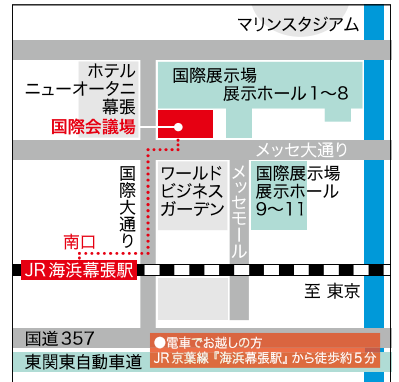 マリンスタジアム
ホテル
ニューオータニ
幕張
国際会議場
国際展示場
展示ホール1〜8
メッセ大通り
国際大通り
ワールド
ビジネス
ガーデン
メッセモール
国際展示場
展示ホール
9〜11
南口
JR海浜幕張駅
至 東京
国道357
東関東自動車道
●電車でお越しの方
JR京葉線『海浜幕張駅』から徒歩約5分